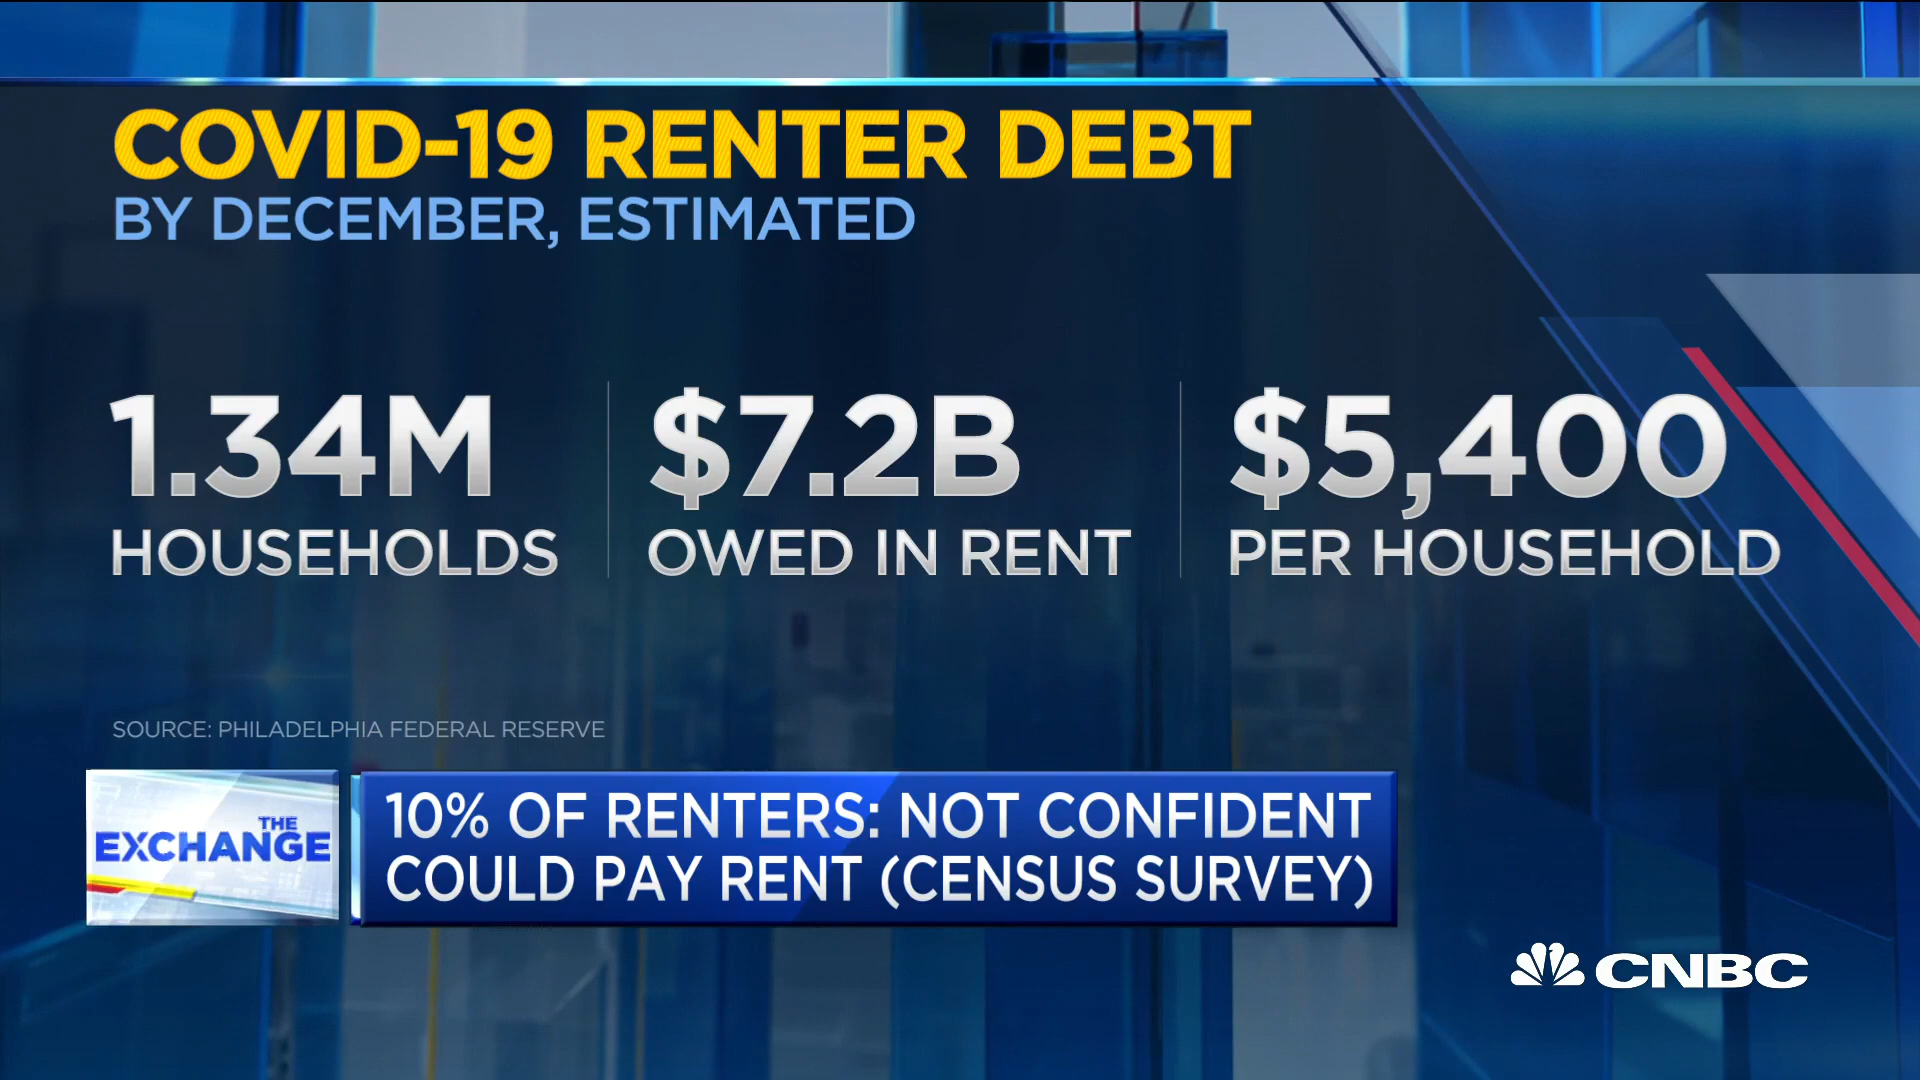 COVID-19 RENTER DEBT
BY DECEMBER, ESTIMATED
1.34M
HOUSEHOLDS
$7.2B
OWED IN RENT
$5,400
PER HOUSEHOLD
SOURCE: PHILADELPHIA FEDERAL RESERVE
THE
EXCHANGE
10% OF RENTERS: NOT CONFIDENT
COULD PAY RENT (CENSUS SURVEY)
CNBC